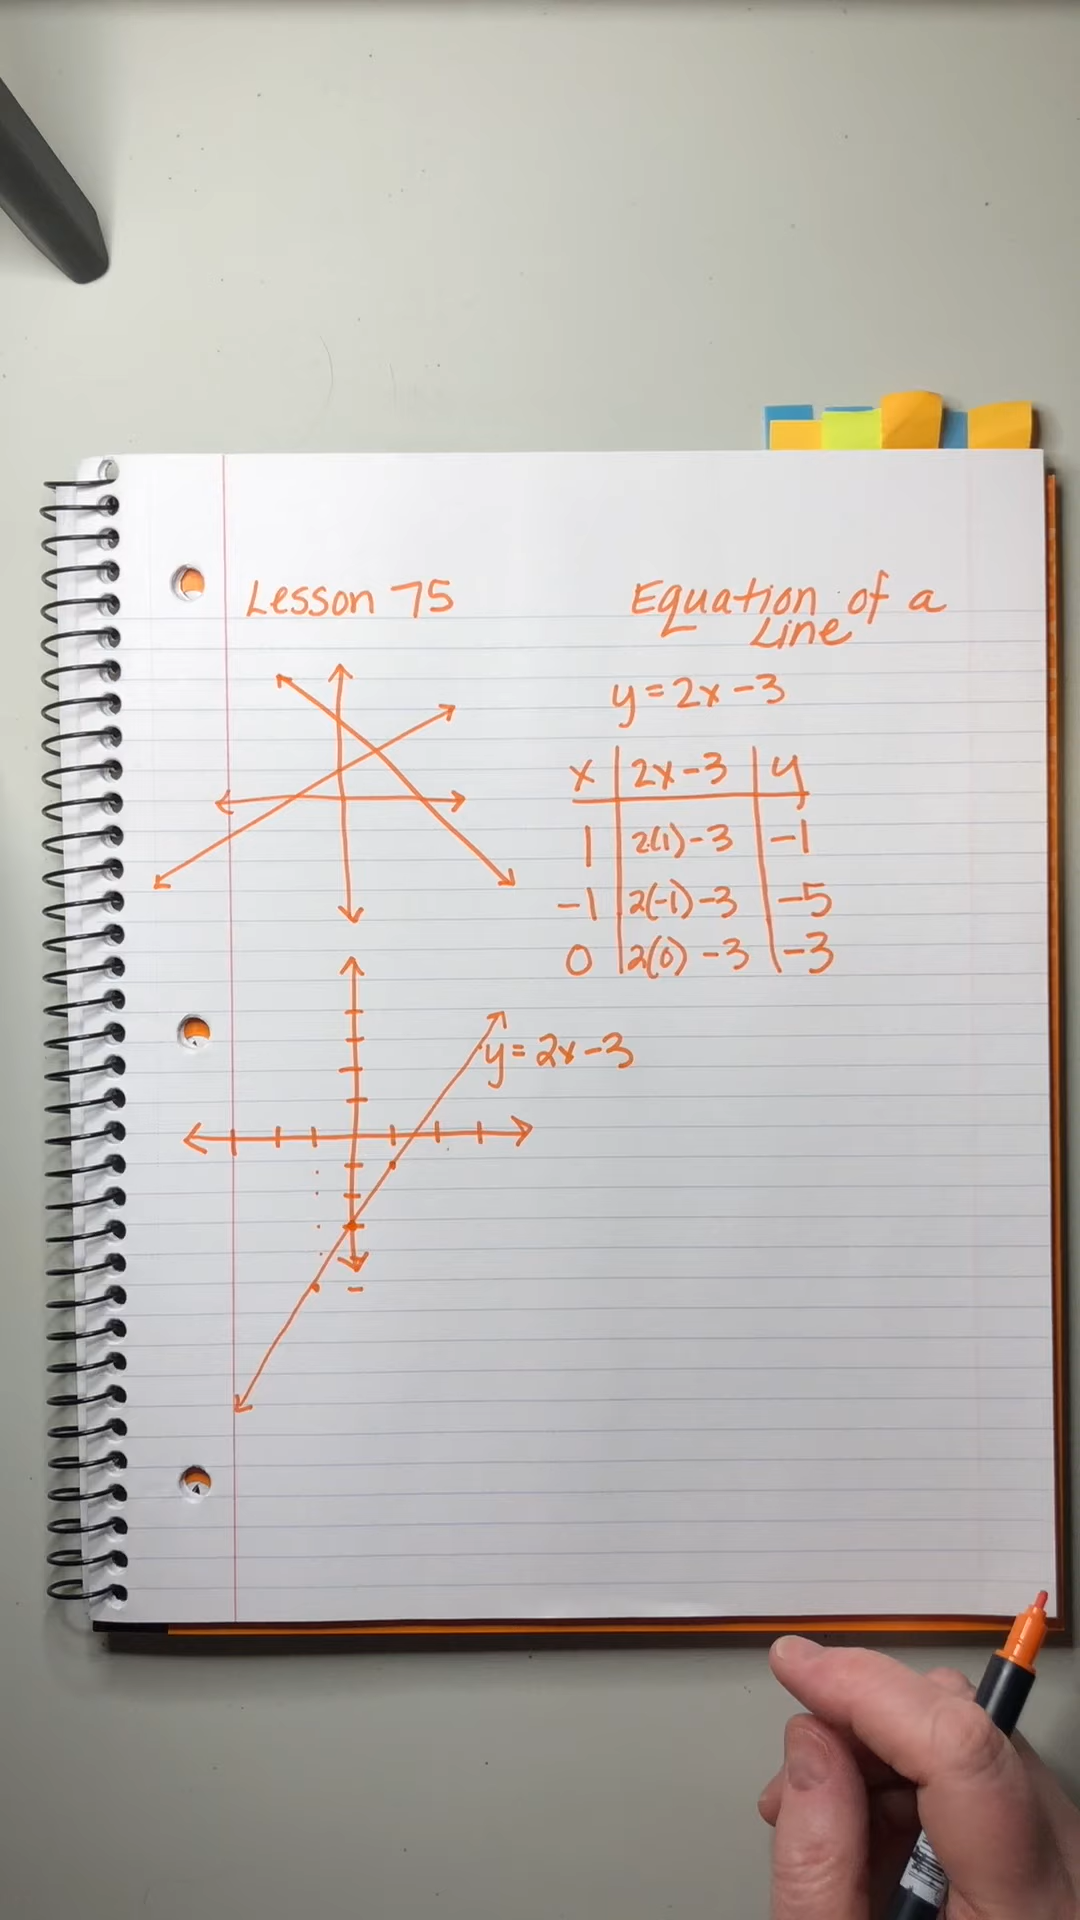 Lesson 75
Equation of a
Line
y = 2x - 3
x | 2x - 3 | y
1 | 2(1) - 3 | -1
-1 | 2(-1) - 3 | -5
0 | 2(0) - 3 | -3
y = 2x - 3